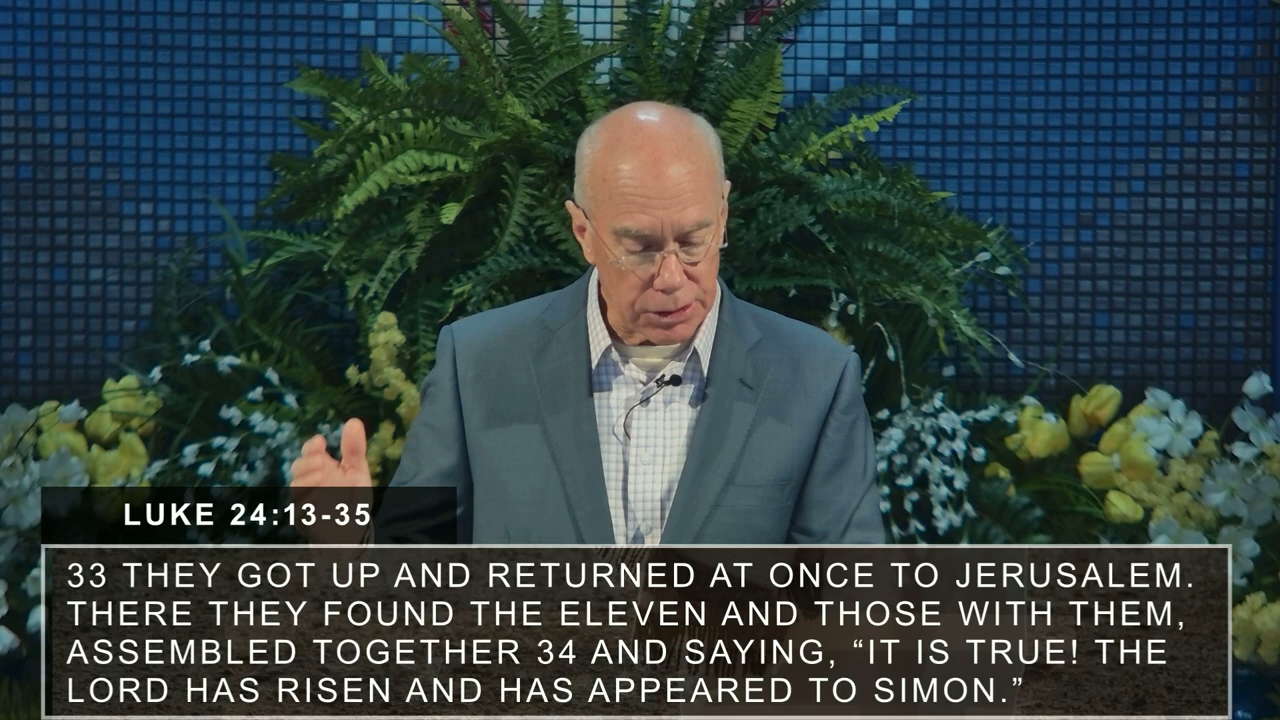 LUKE 24:13-35
33 THEY GOT UP AND RETURNED AT ONCE TO JERUSALEM.
THERE THEY FOUND THE ELEVEN AND THOSE WITH THEM,
ASSEMBLED TOGETHER 34 AND SAYING, “IT IS TRUE! THE
LORD HAS RISEN AND HAS APPEARED TO SIMON.”